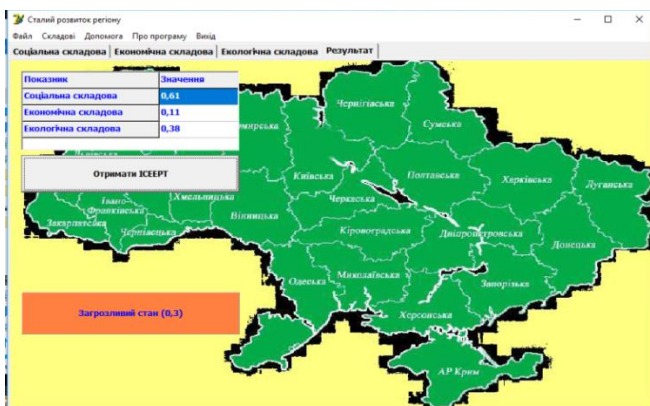 Сталий розвиток регіону
Файл Складові Допомога Про програму Вихід
Соціальна складова Економічна складова Екологічна складова Результат
Показник Значення
Соціальна складова 0,61
Економічна складова 0,11
Екологічна складова 0,38
Отримати ІСЕЕРТ
Чернігівська
Сумська
Київська
Полтавська
Харківська
Луганська
Хмельницька
Черкаська
Івано-
Франківська
Вінницька
Закарпатська
Чернівецька
Кіровоградська
Дніпропетровська
Донецька
Миколаївська
Одеська
Запорізька
Херсонська
АР Крим
Загрозливий стан (0,3)